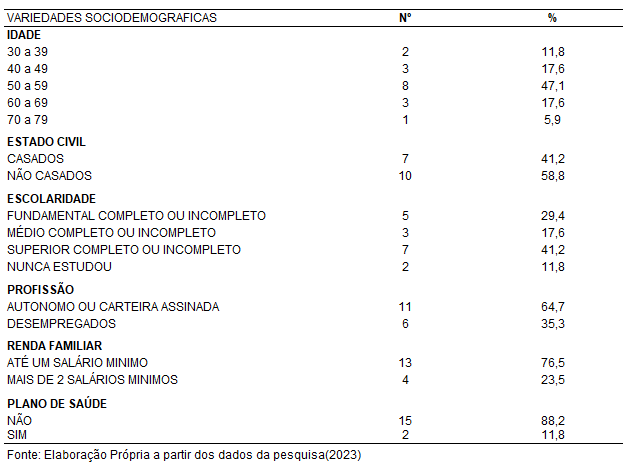 VARIEDADES SOCIODEMOGRAFICAS Nº %
IDADE
30 a 39 2 11,8
40 a 49 3 17,6
50 a 59 8 47,1
60 a 69 3 17,6
70 a 79 1 5,9
ESTADO CIVIL
CASADOS 7 41,2
NÃO CASADOS 10 58,8
ESCOLARIDADE
FUNDAMENTAL COMPLETO OU INCOMPLETO 5 29,4
MÉDIO COMPLETO OU INCOMPLETO 3 17,6
SUPERIOR COMPLETO OU INCOMPLETO 7 41,2
NUNCA ESTUDOU 2 11,8
PROFISSÃO
AUTONOMO OU CARTEIRA ASSINADA 11 64,7
DESEMPREGADOS 6 35,3
RENDA FAMILIAR
ATÉ UM SALÁRIO MINIMO 13 76,5
MAIS DE 2 SALÁRIOS MINIMOS 4 23,5
PLANO DE SAÚDE
NÃO 15 88,2
SIM 2 11,8
Fonte: Elaboração Própria a partir dos dados da pesquisa(2023)